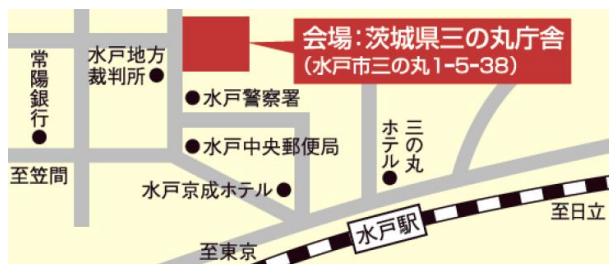 会場：茨城県三の丸庁舎
（水戸市三の丸1-5-38）
常陽銀行
水戸地方
裁判所
水戸警察署
水戸中央郵便局
三の丸
ホテル
至笠間
水戸京成ホテル
至日立
水戸駅
至東京